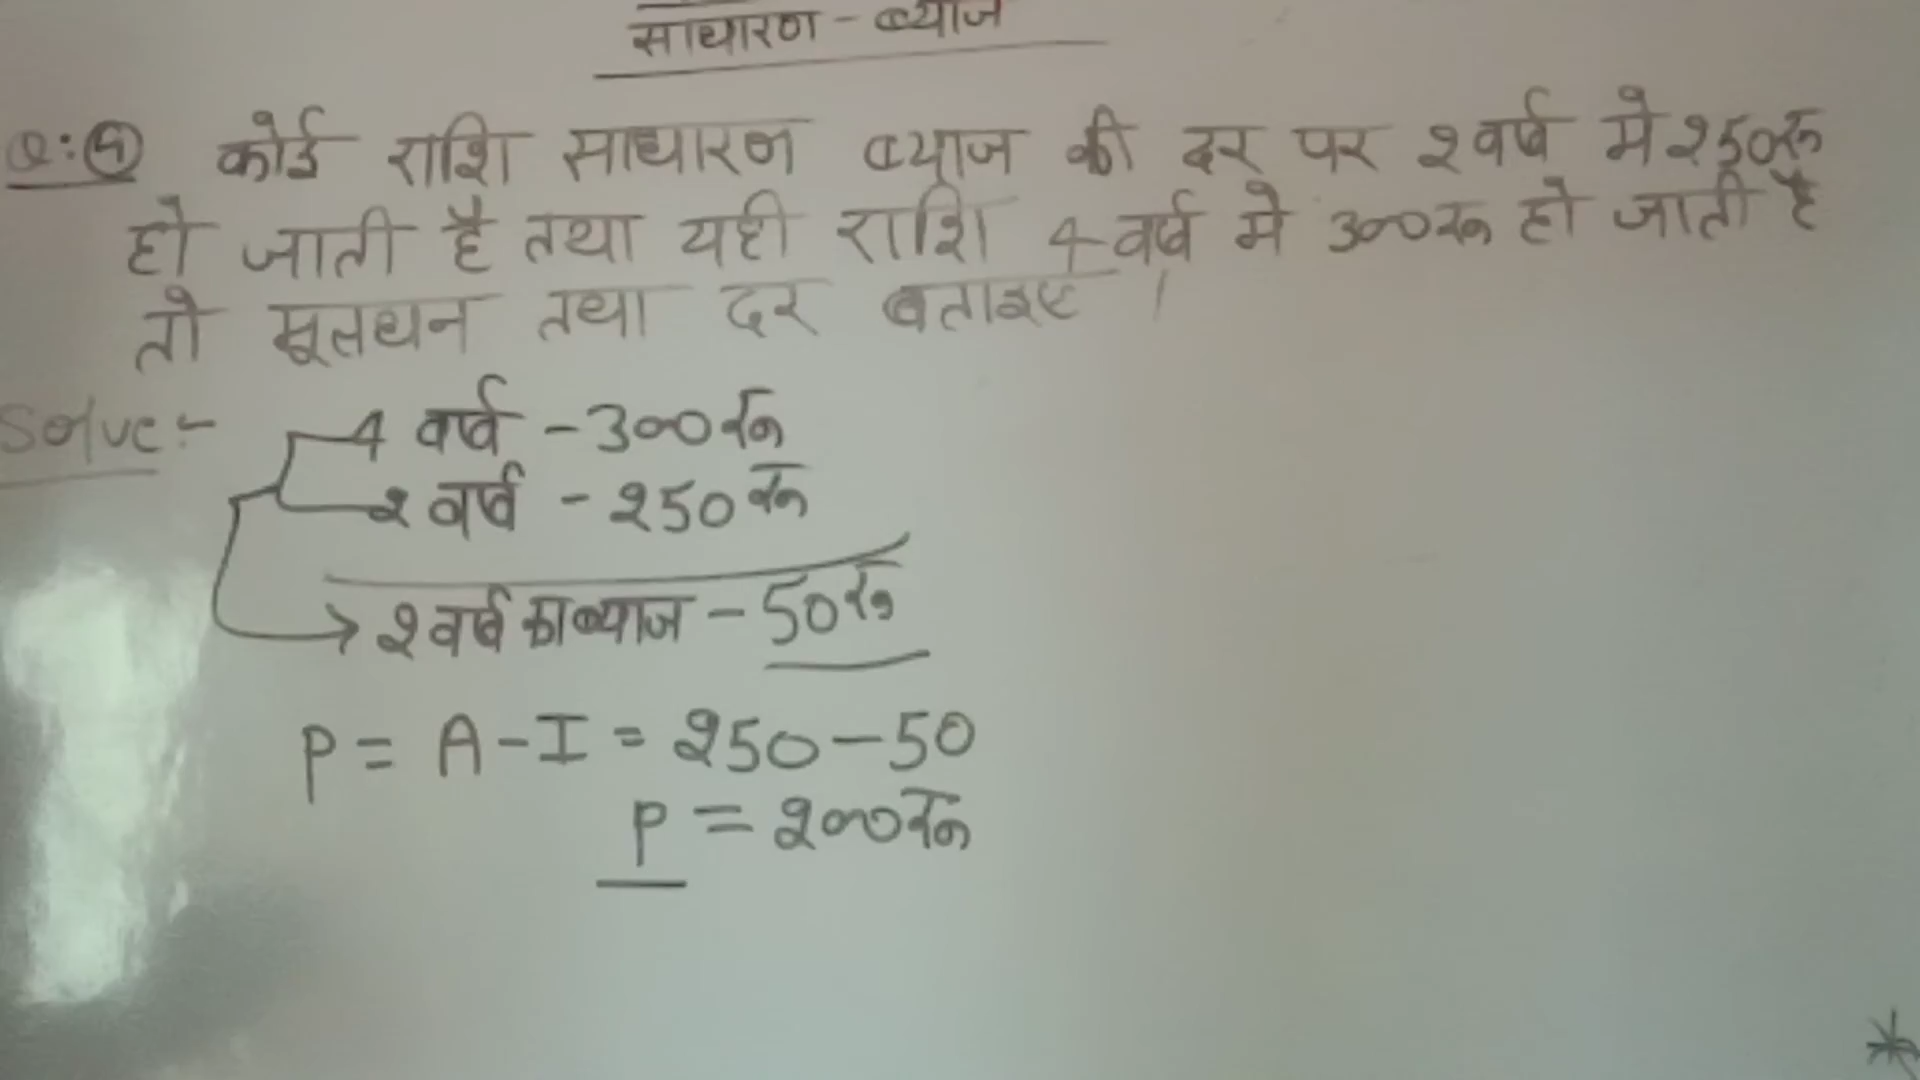 साधारण - ब्याज
Q:(5) कोई राशि साधारण ब्याज की दर पर 2 वर्ष मे 250रू
हो जाती है तथा यही राशि 4 वर्ष मे 300रू हो जाती है
तो मूलधन तथा दर बताइए ।
Solve:-
4 वर्ष - 300रू
2 वर्ष - 250रू
2 वर्ष का ब्याज - 50रू
P = A - I = 250 - 50
P = 200रू